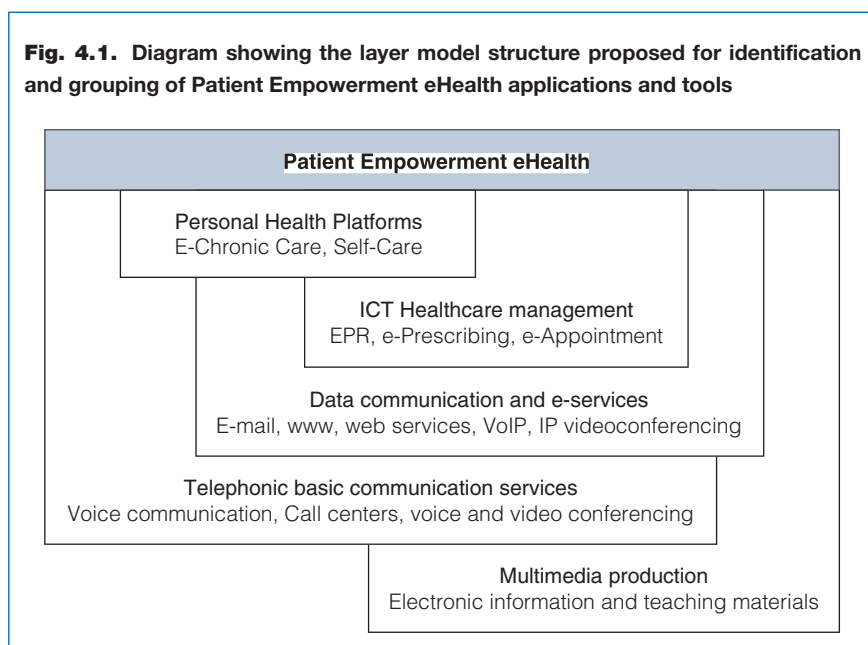 Fig. 4.1. Diagram showing the layer model structure proposed for identification
and grouping of Patient Empowerment eHealth applications and tools
Patient Empowerment eHealth
Personal Health Platforms
E-Chronic Care, Self-Care
ICT Healthcare management
EPR, e-Prescribing, e-Appointment
Data communication and e-services
E-mail, www, web services, VoIP, IP videoconferencing
Telephonic basic communication services
Voice communication, Call centers, voice and video conferencing
Multimedia production
Electronic information and teaching materials